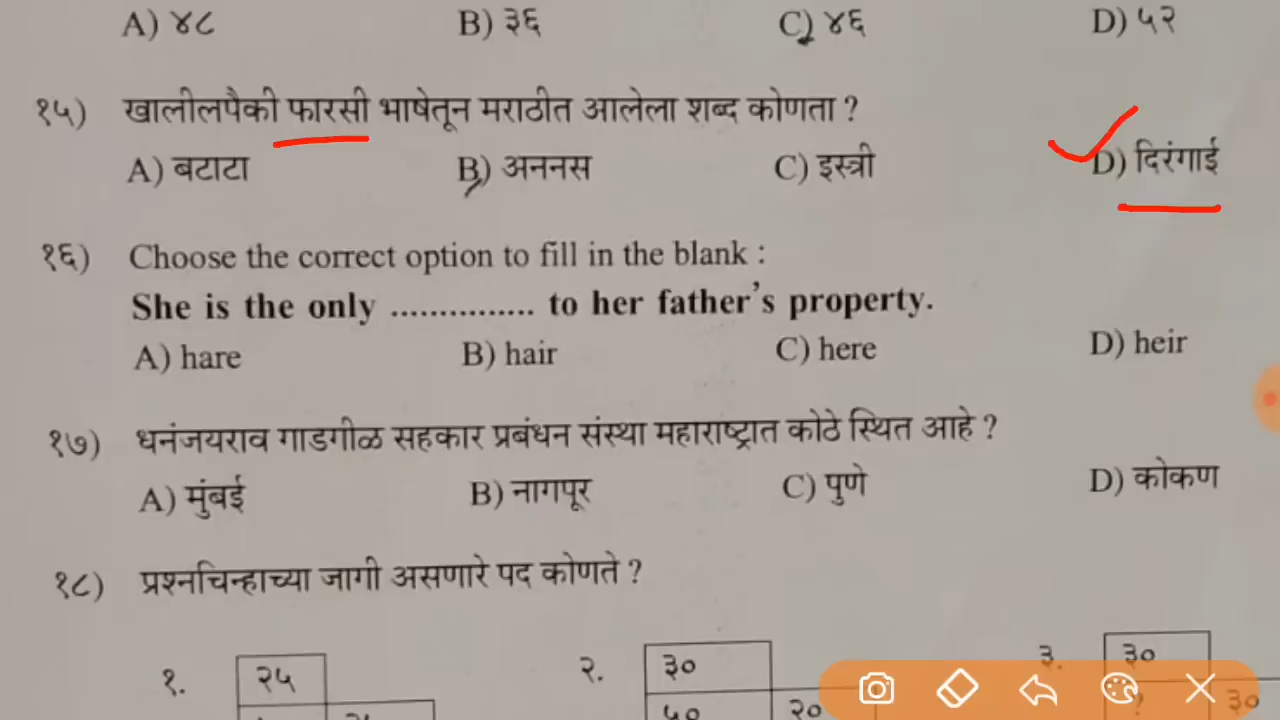 A) ४८ B) ३६ C) ४६ D) ५२
१५) खालीलपैकी फारसी भाषेतून मराठीत आलेला शब्द कोणता ?
A) बटाटा B) अननस C) इस्त्री D) दिरंगाई
१६) Choose the correct option to fill in the blank :
She is the only ............... to her father's property.
A) hare B) hair C) here D) heir
१७) धनंजयराव गाडगीळ सहकार प्रबंधन संस्था महाराष्ट्रात कोठे स्थित आहे ?
A) मुंबई B) नागपूर C) पुणे D) कोकण
१८) प्रश्नचिन्हाच्या जागी असणारे पद कोणते ?
१. २५ २. ३० ३. ३०
५० २० ? ३०